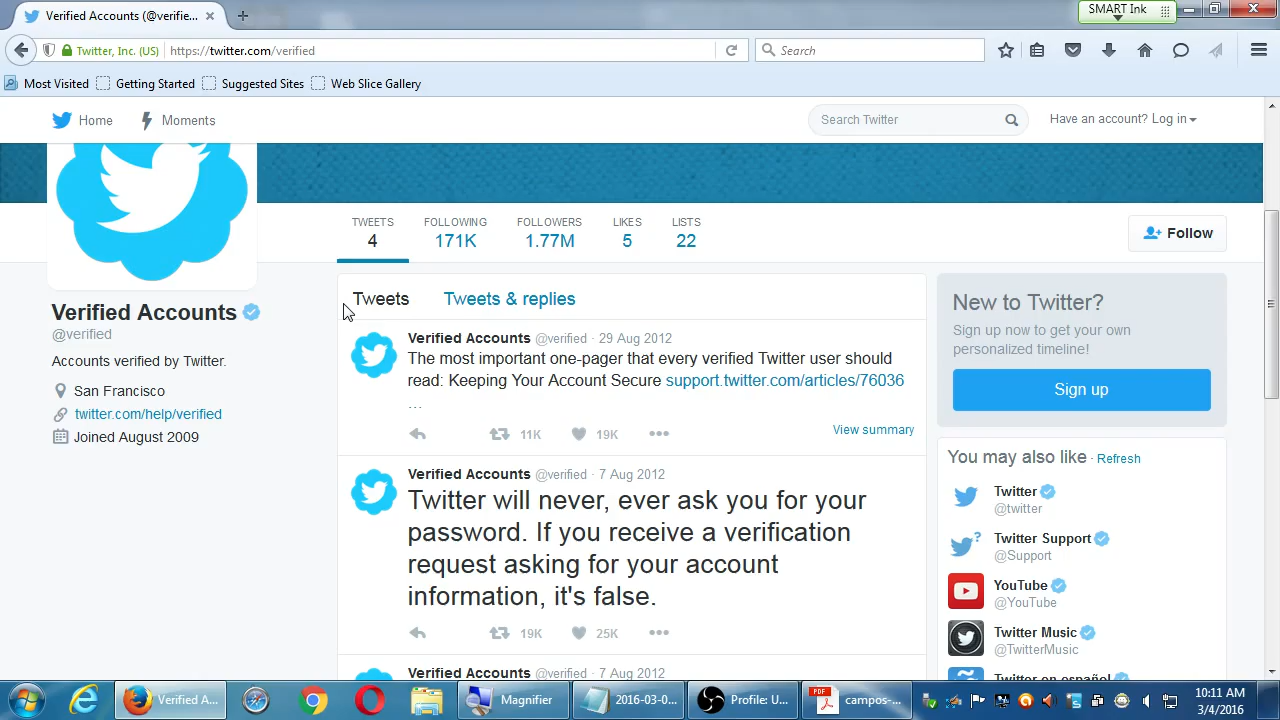 Verified Accounts (@verifie...
SMART Ink
Twitter, Inc. (US)
https://twitter.com/verified
Search
Most Visited
Getting Started
Suggested Sites
Web Slice Gallery
Home
Moments
Search Twitter
Have an account? Log in
TWEETS
4
FOLLOWING
171K
FOLLOWERS
1.77M
LIKES
5
LISTS
22
Follow
Verified Accounts
@verified
Accounts verified by Twitter.
San Francisco
twitter.com/help/verified
Joined August 2009
Tweets
Tweets & replies
Verified Accounts @verified · 29 Aug 2012
The most important one-pager that every verified Twitter user should
read: Keeping Your Account Secure support.twitter.com/articles/76036
...
11K
19K
View summary
Verified Accounts @verified · 7 Aug 2012
Twitter will never, ever ask you for your
password. If you receive a verification
request asking for your account
information, it's false.
19K
25K
Verified Accounts @verified · 7 Aug 2012
New to Twitter?
Sign up now to get your own
personalized timeline!
Sign up
You may also like · Refresh
Twitter
@twitter
Twitter Support
@Support
YouTube
@YouTube
Twitter Music
@TwitterMusic
Twitter en español
Verified A...
Magnifier
2016-03-0...
Profile: U...
PDF
campos-...
10:11 AM
3/4/2016